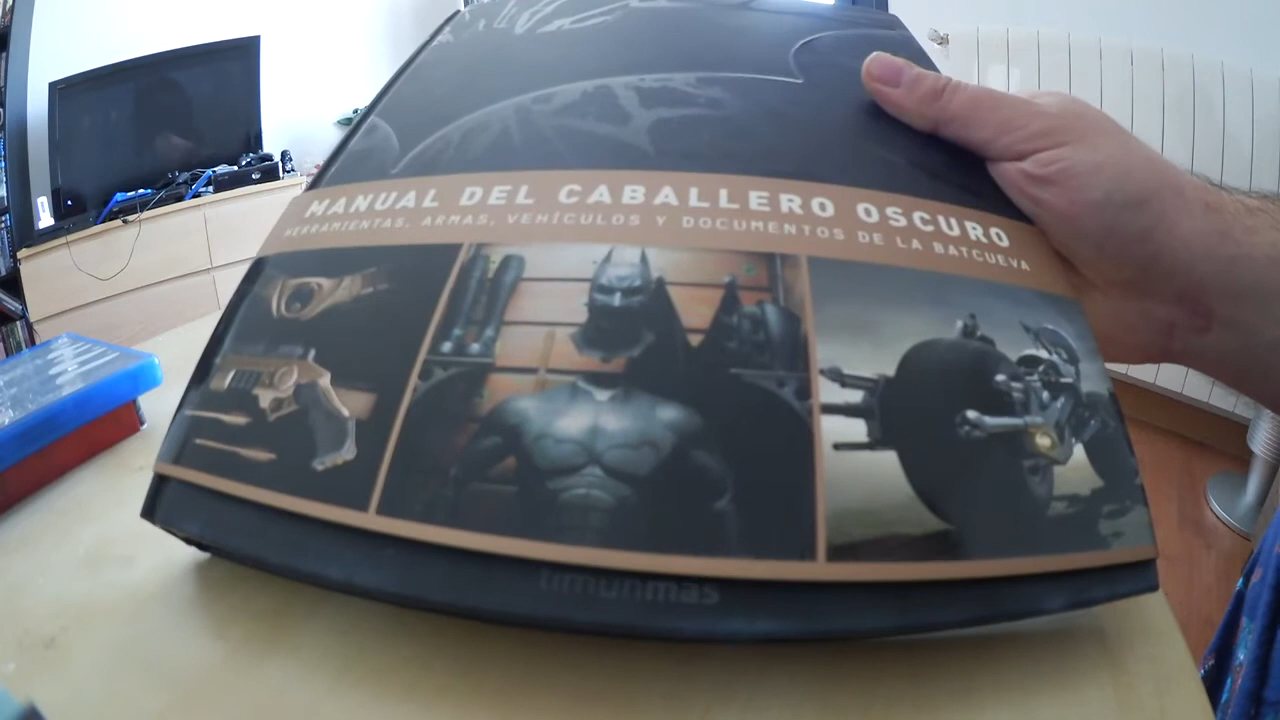 MANUAL DEL CABALLERO OSCURO
HERRAMIENTAS, ARMAS, VEHÍCULOS Y DOCUMENTOS DE LA BATCUEVA
timunmas